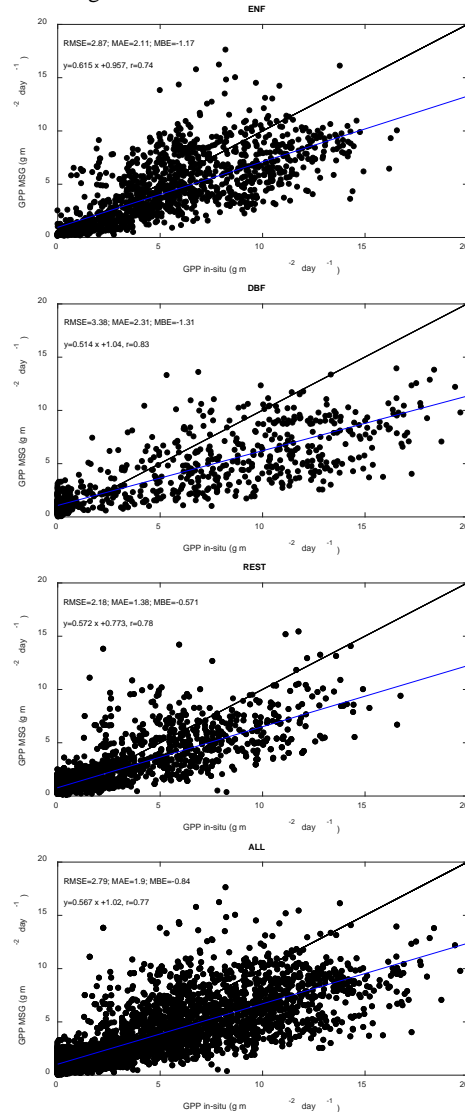 ENF
RMSE=2.87; MAE=2.11; MBE=-1.17
y=0.615 x +0.957, r=0.74
GPP MSG (g m -2 day -1)
20
15
10
5
0
0 5 10 15 20
GPP in-situ (g m -2 day -1)
DBF
RMSE=3.38; MAE=2.31; MBE=-1.31
y=0.514 x +1.04, r=0.83
GPP MSG (g m -2 day -1)
20
15
10
5
0
0 5 10 15 20
GPP in-situ (g m -2 day -1)
REST
RMSE=2.18; MAE=1.38; MBE=-0.571
y=0.572 x +0.773, r=0.78
GPP MSG (g m -2 day -1)
20
15
10
5
0
0 5 10 15 20
GPP in-situ (g m -2 day -1)
ALL
RMSE=2.79; MAE=1.9; MBE=-0.84
y=0.567 x +1.02, r=0.77
GPP MSG (g m -2 day -1)
20
15
10
5
0
0 5 10 15 20
GPP in-situ (g m -2 day -1)